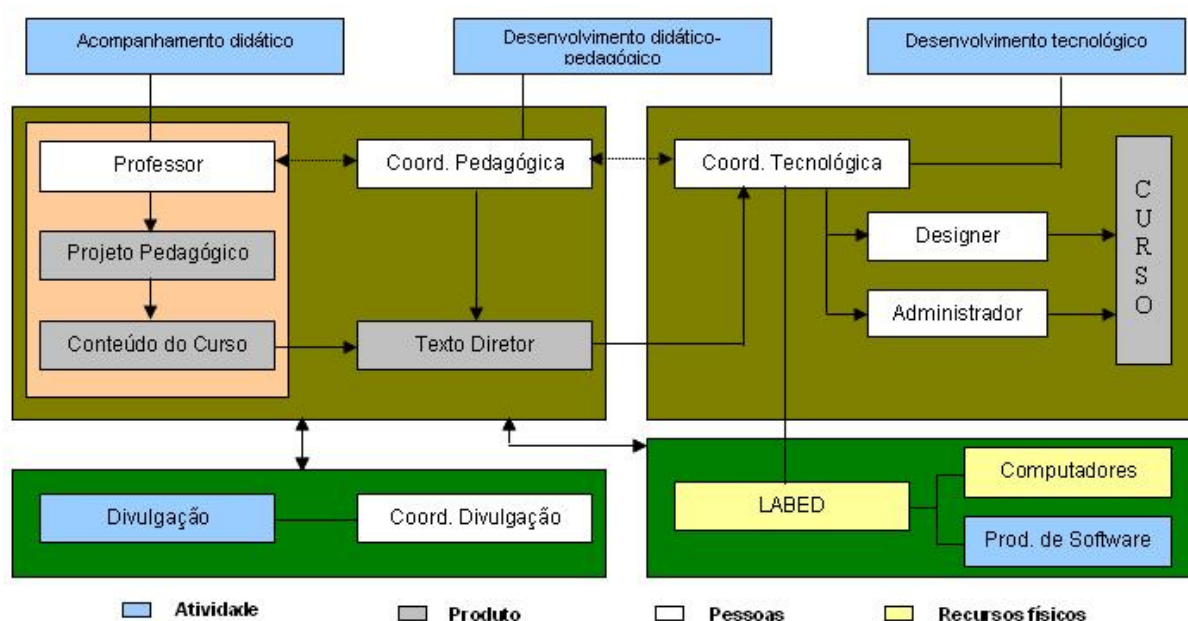 Acompanhamento didático
Desenvolvimento didático-
pedagógico
Desenvolvimento tecnológico
Professor
Coord. Pedagógica
Coord. Tecnológica
Projeto Pedagógico
Designer
Conteúdo do Curso
Texto Diretor
Administrador
CURSO
Divulgação
Coord. Divulgação
LABED
Computadores
Prod. de Software
Atividade
Produto
Pessoas
Recursos físicos